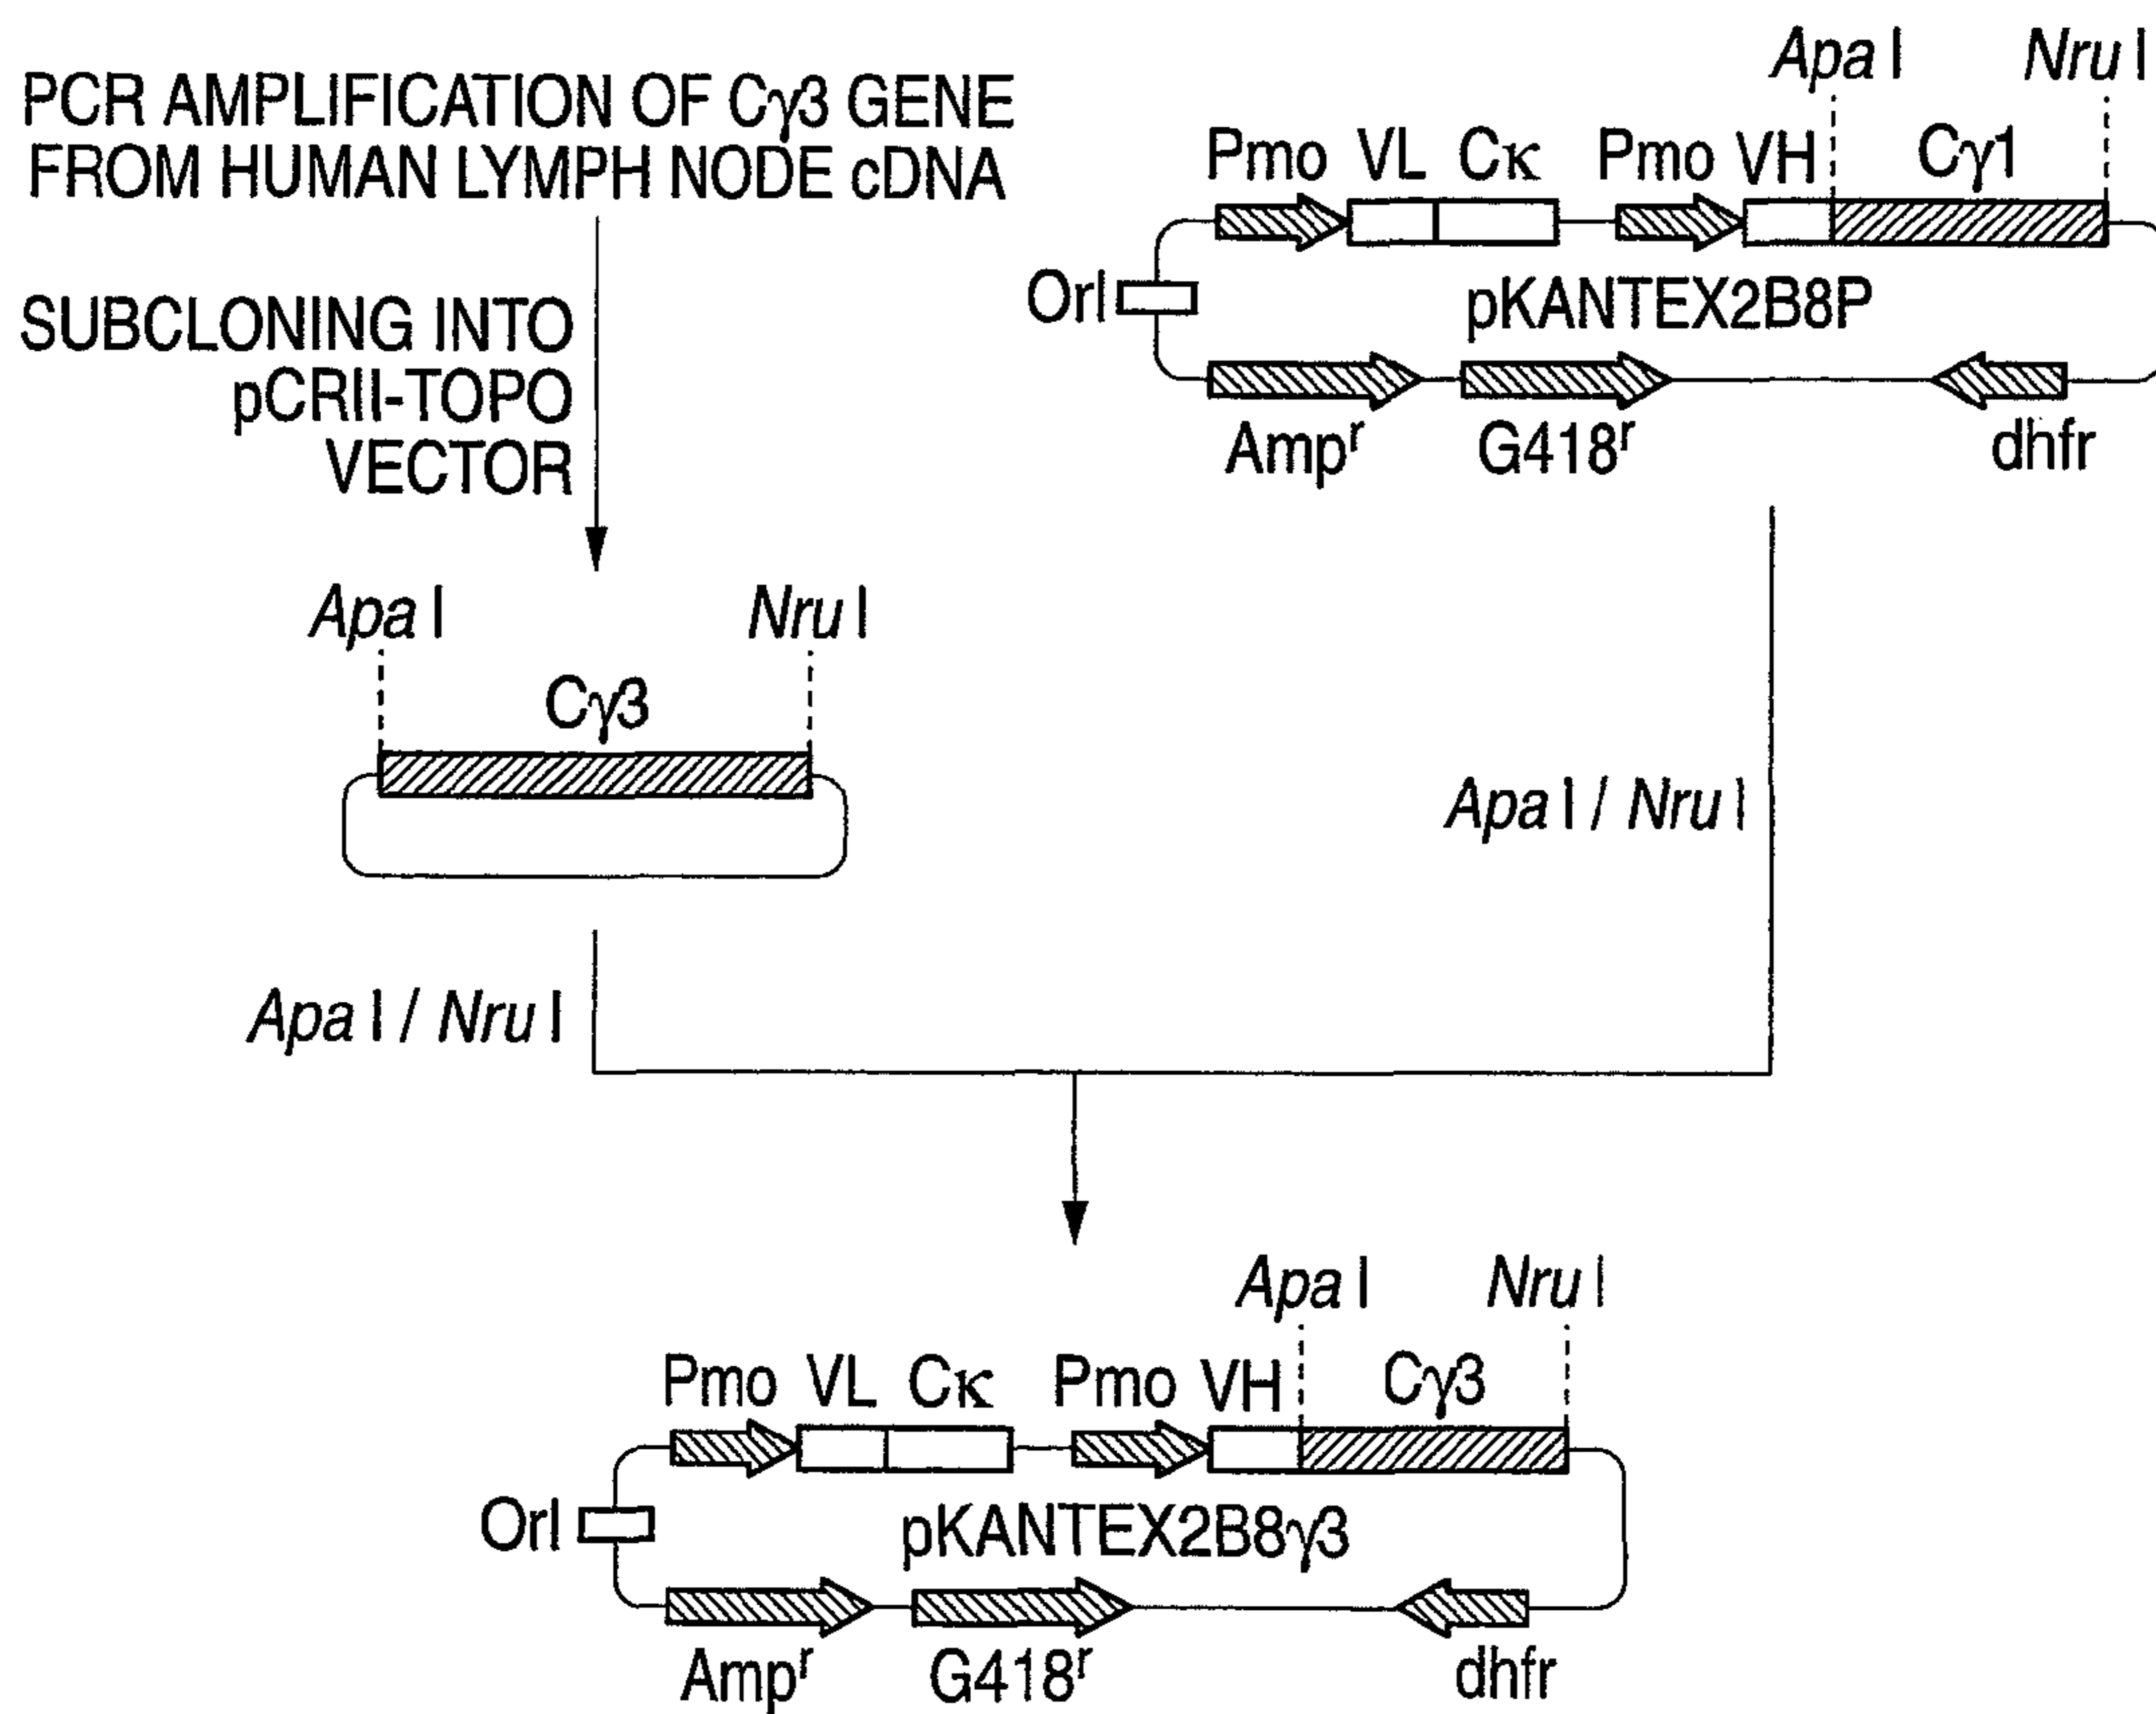 PCR AMPLIFICATION OF Cγ3 GENE
FROM HUMAN LYMPH NODE cDNA
SUBCLONING INTO
pCRII-TOPO
VECTOR
Apa I Nru I
Pmo VL Cκ Pmo VH Cγ1
OrI
pKANTEX2B8P
Ampʳ G418ʳ dhfr
Apa I Nru I
Cγ3
Apa I / Nru I
Apa I / Nru I
Apa I Nru I
Pmo VL Cκ Pmo VH Cγ3
OrI
pKANTEX2B8γ3
Ampʳ G418ʳ dhfr